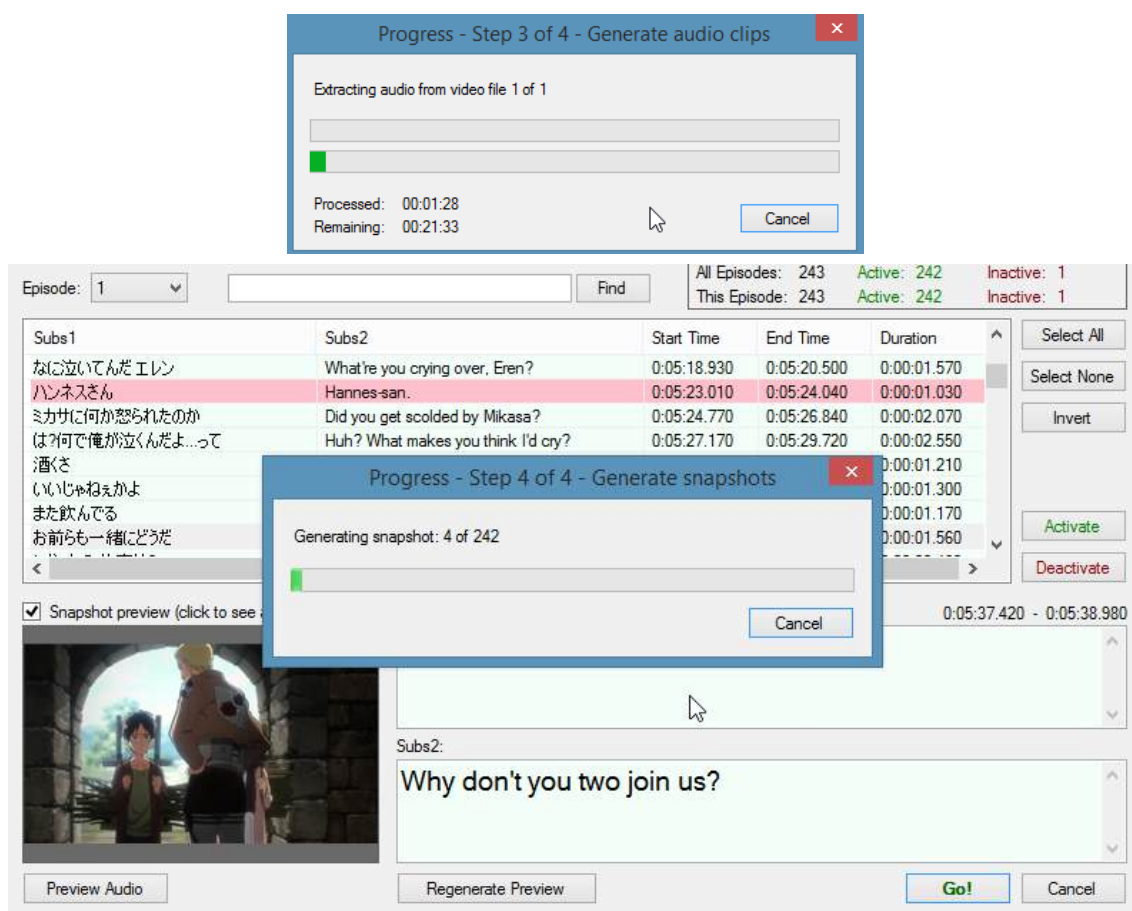 Progress - Step 3 of 4 - Generate audio clips
Extracting audio from video file 1 of 1
Processed: 00:01:28
Remaining: 00:21:33
Cancel
Episode: 1 Find
All Episodes: 243 Active: 242 Inactive: 1
This Episode: 243 Active: 242 Inactive: 1
Subs1 Subs2 Start Time End Time Duration
なに泣いてんだ エレン What're you crying over, Eren? 0:05:18.930 0:05:20.500 0:00:01.570
ハンネスさん Hannes-san. 0:05:23.010 0:05:24.040 0:00:01.030
ミカサに何か怒られたのか Did you get scolded by Mikasa? 0:05:24.770 0:05:26.840 0:00:02.070
は?何で俺が泣くんだよ…って Huh? What makes you think I'd cry? 0:05:27.170 0:05:29.720 0:00:02.550
酒くさ 0:00:01.210
いいじゃねぇかよ 0:00:01.300
また飲んでる 0:00:01.170
お前らも一緒にどうだ 0:00:01.560
Select All
Select None
Invert
Activate
Deactivate
Progress - Step 4 of 4 - Generate snapshots
Generating snapshot: 4 of 242
Cancel
Snapshot preview (click to see
0:05:37.420 - 0:05:38.980
Subs2:
Why don't you two join us?
Preview Audio Regenerate Preview Go! Cancel